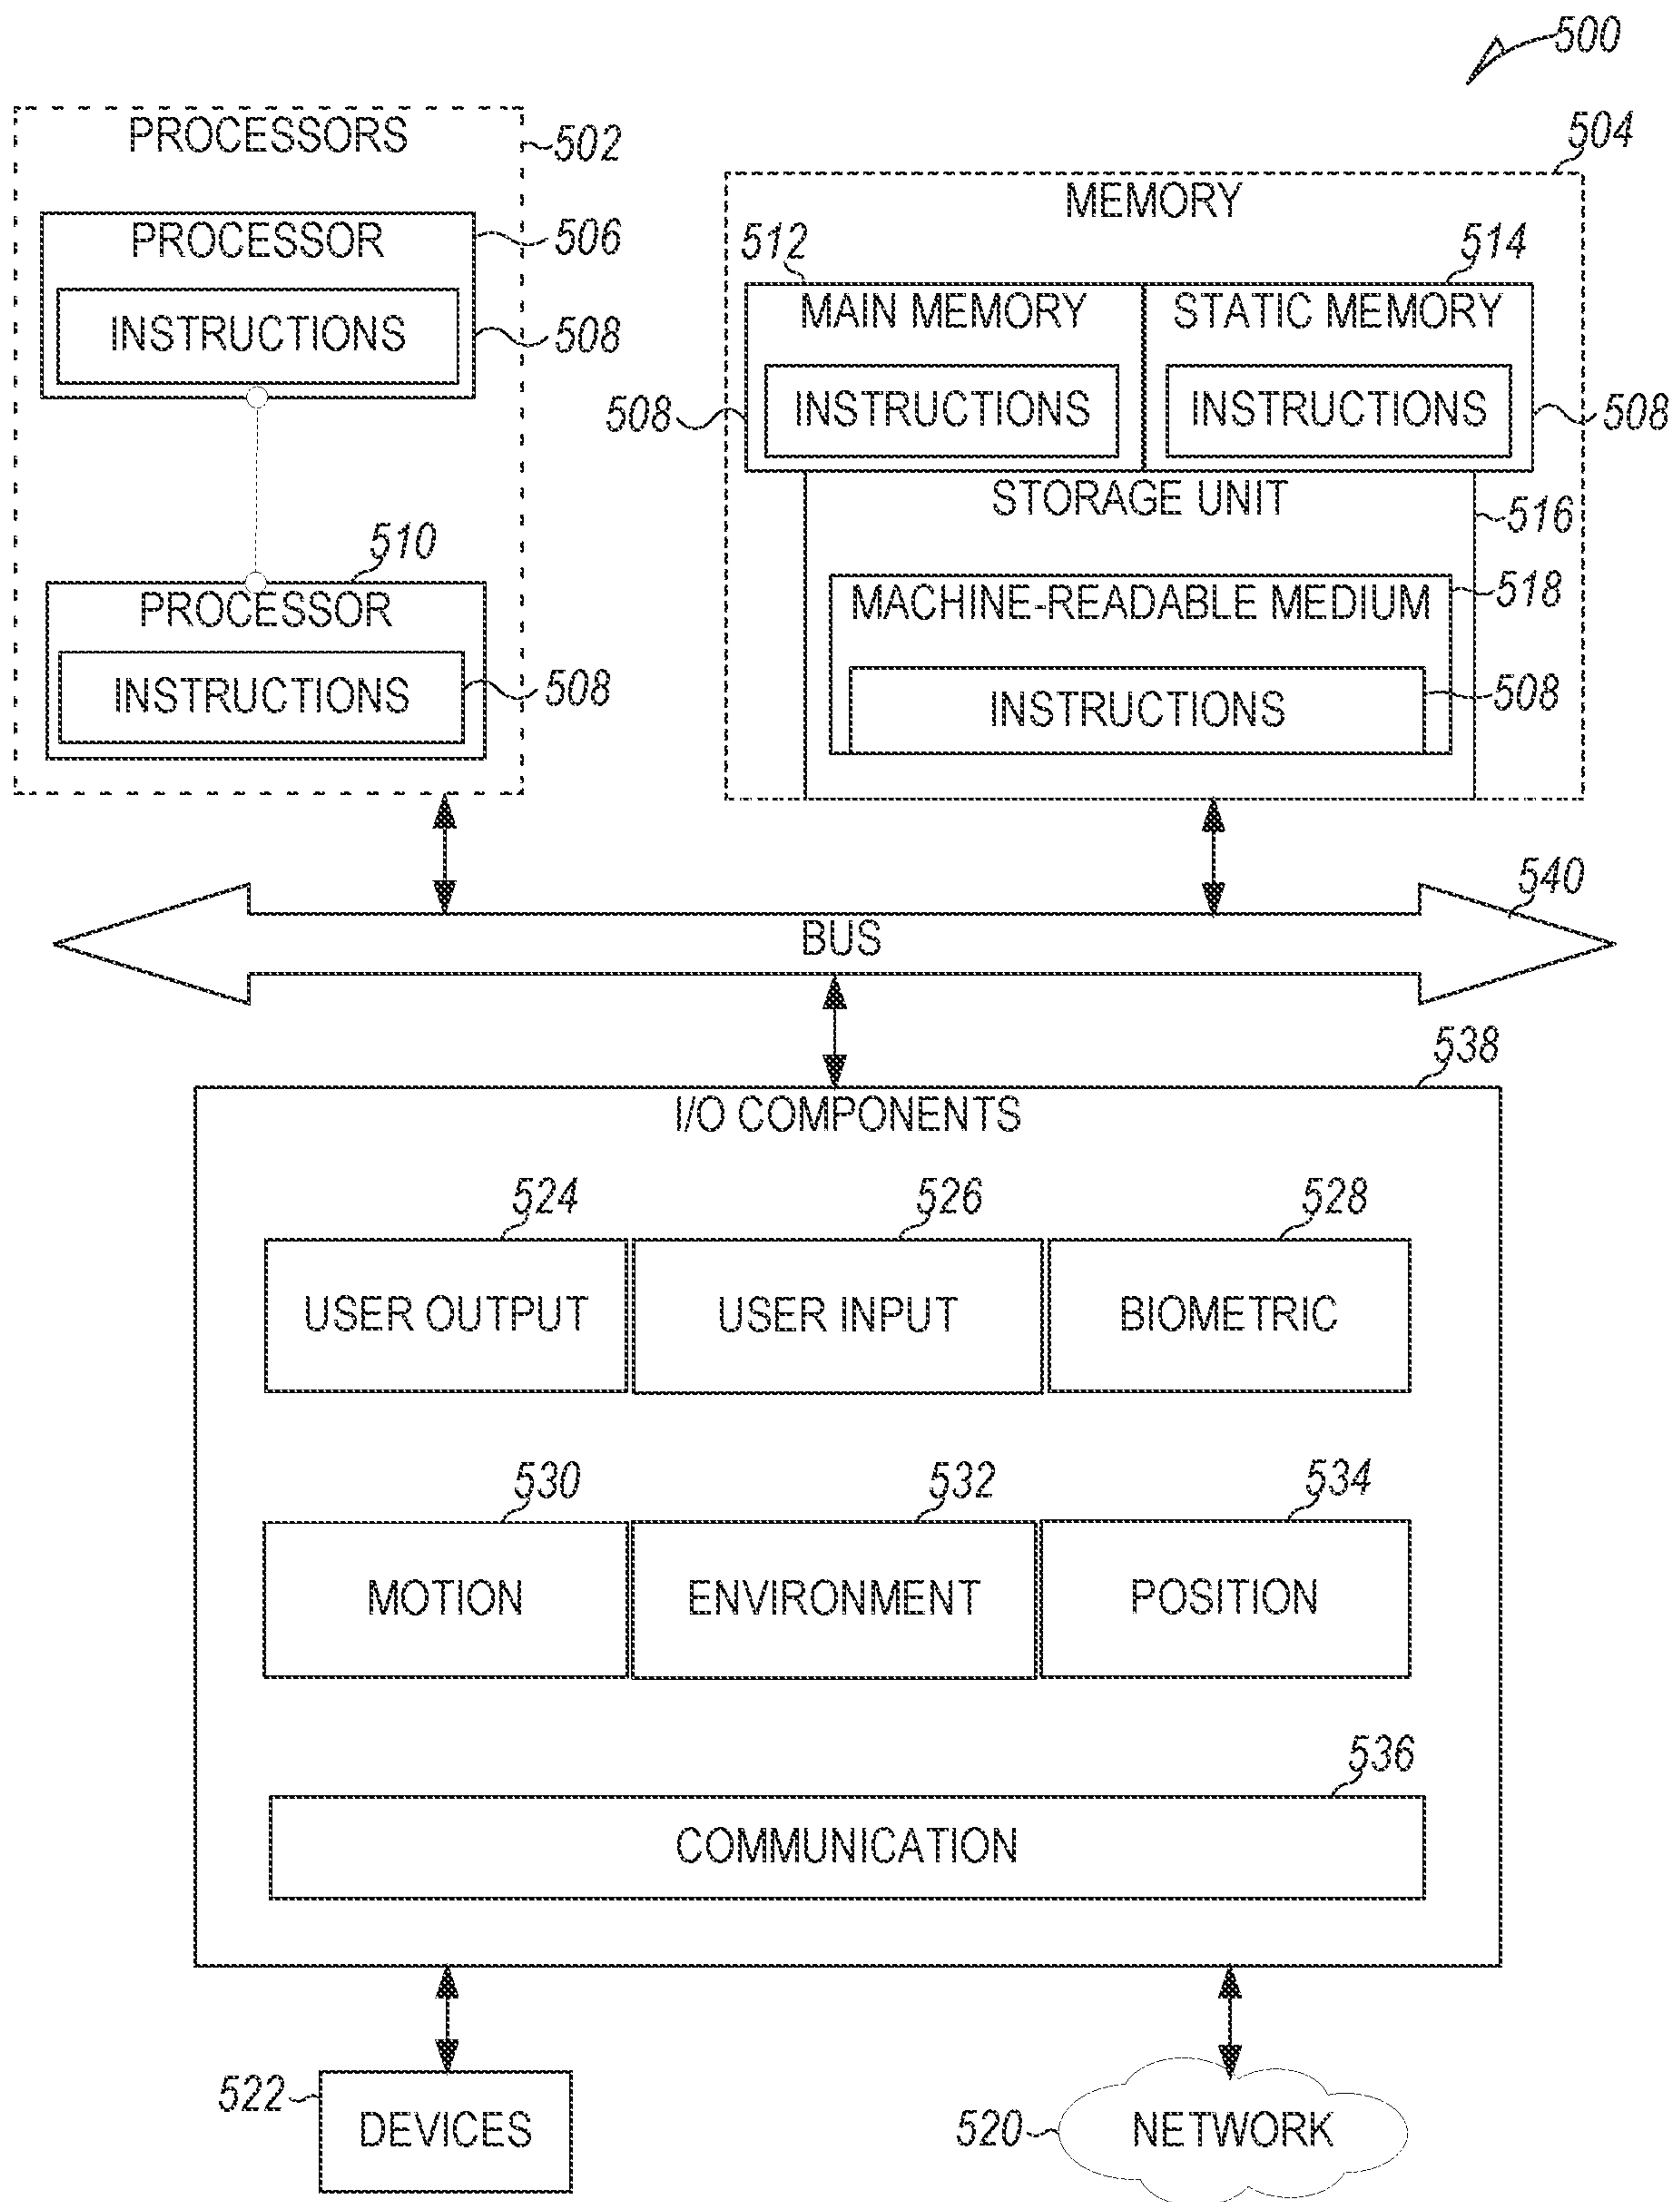 500
PROCESSORS
502
PROCESSOR
506
INSTRUCTIONS
508
510
PROCESSOR
INSTRUCTIONS
508
504
MEMORY
512
514
MAIN MEMORY
STATIC MEMORY
508
INSTRUCTIONS
INSTRUCTIONS
508
STORAGE UNIT
516
MACHINE-READABLE MEDIUM
518
INSTRUCTIONS
508
540
BUS
538
I/O COMPONENTS
524
526
528
USER OUTPUT
USER INPUT
BIOMETRIC
530
532
534
MOTION
ENVIRONMENT
POSITION
536
COMMUNICATION
522
DEVICES
520
NETWORK